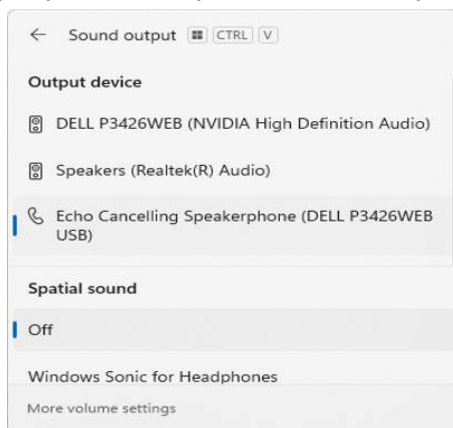 Sound output CTRL V
Output device
DELL P3426WEB (NVIDIA High Definition Audio)
Speakers (Realtek(R) Audio)
Echo Cancelling Speakerphone (DELL P3426WEB
USB)
Spatial sound
Off
Windows Sonic for Headphones
More volume settings